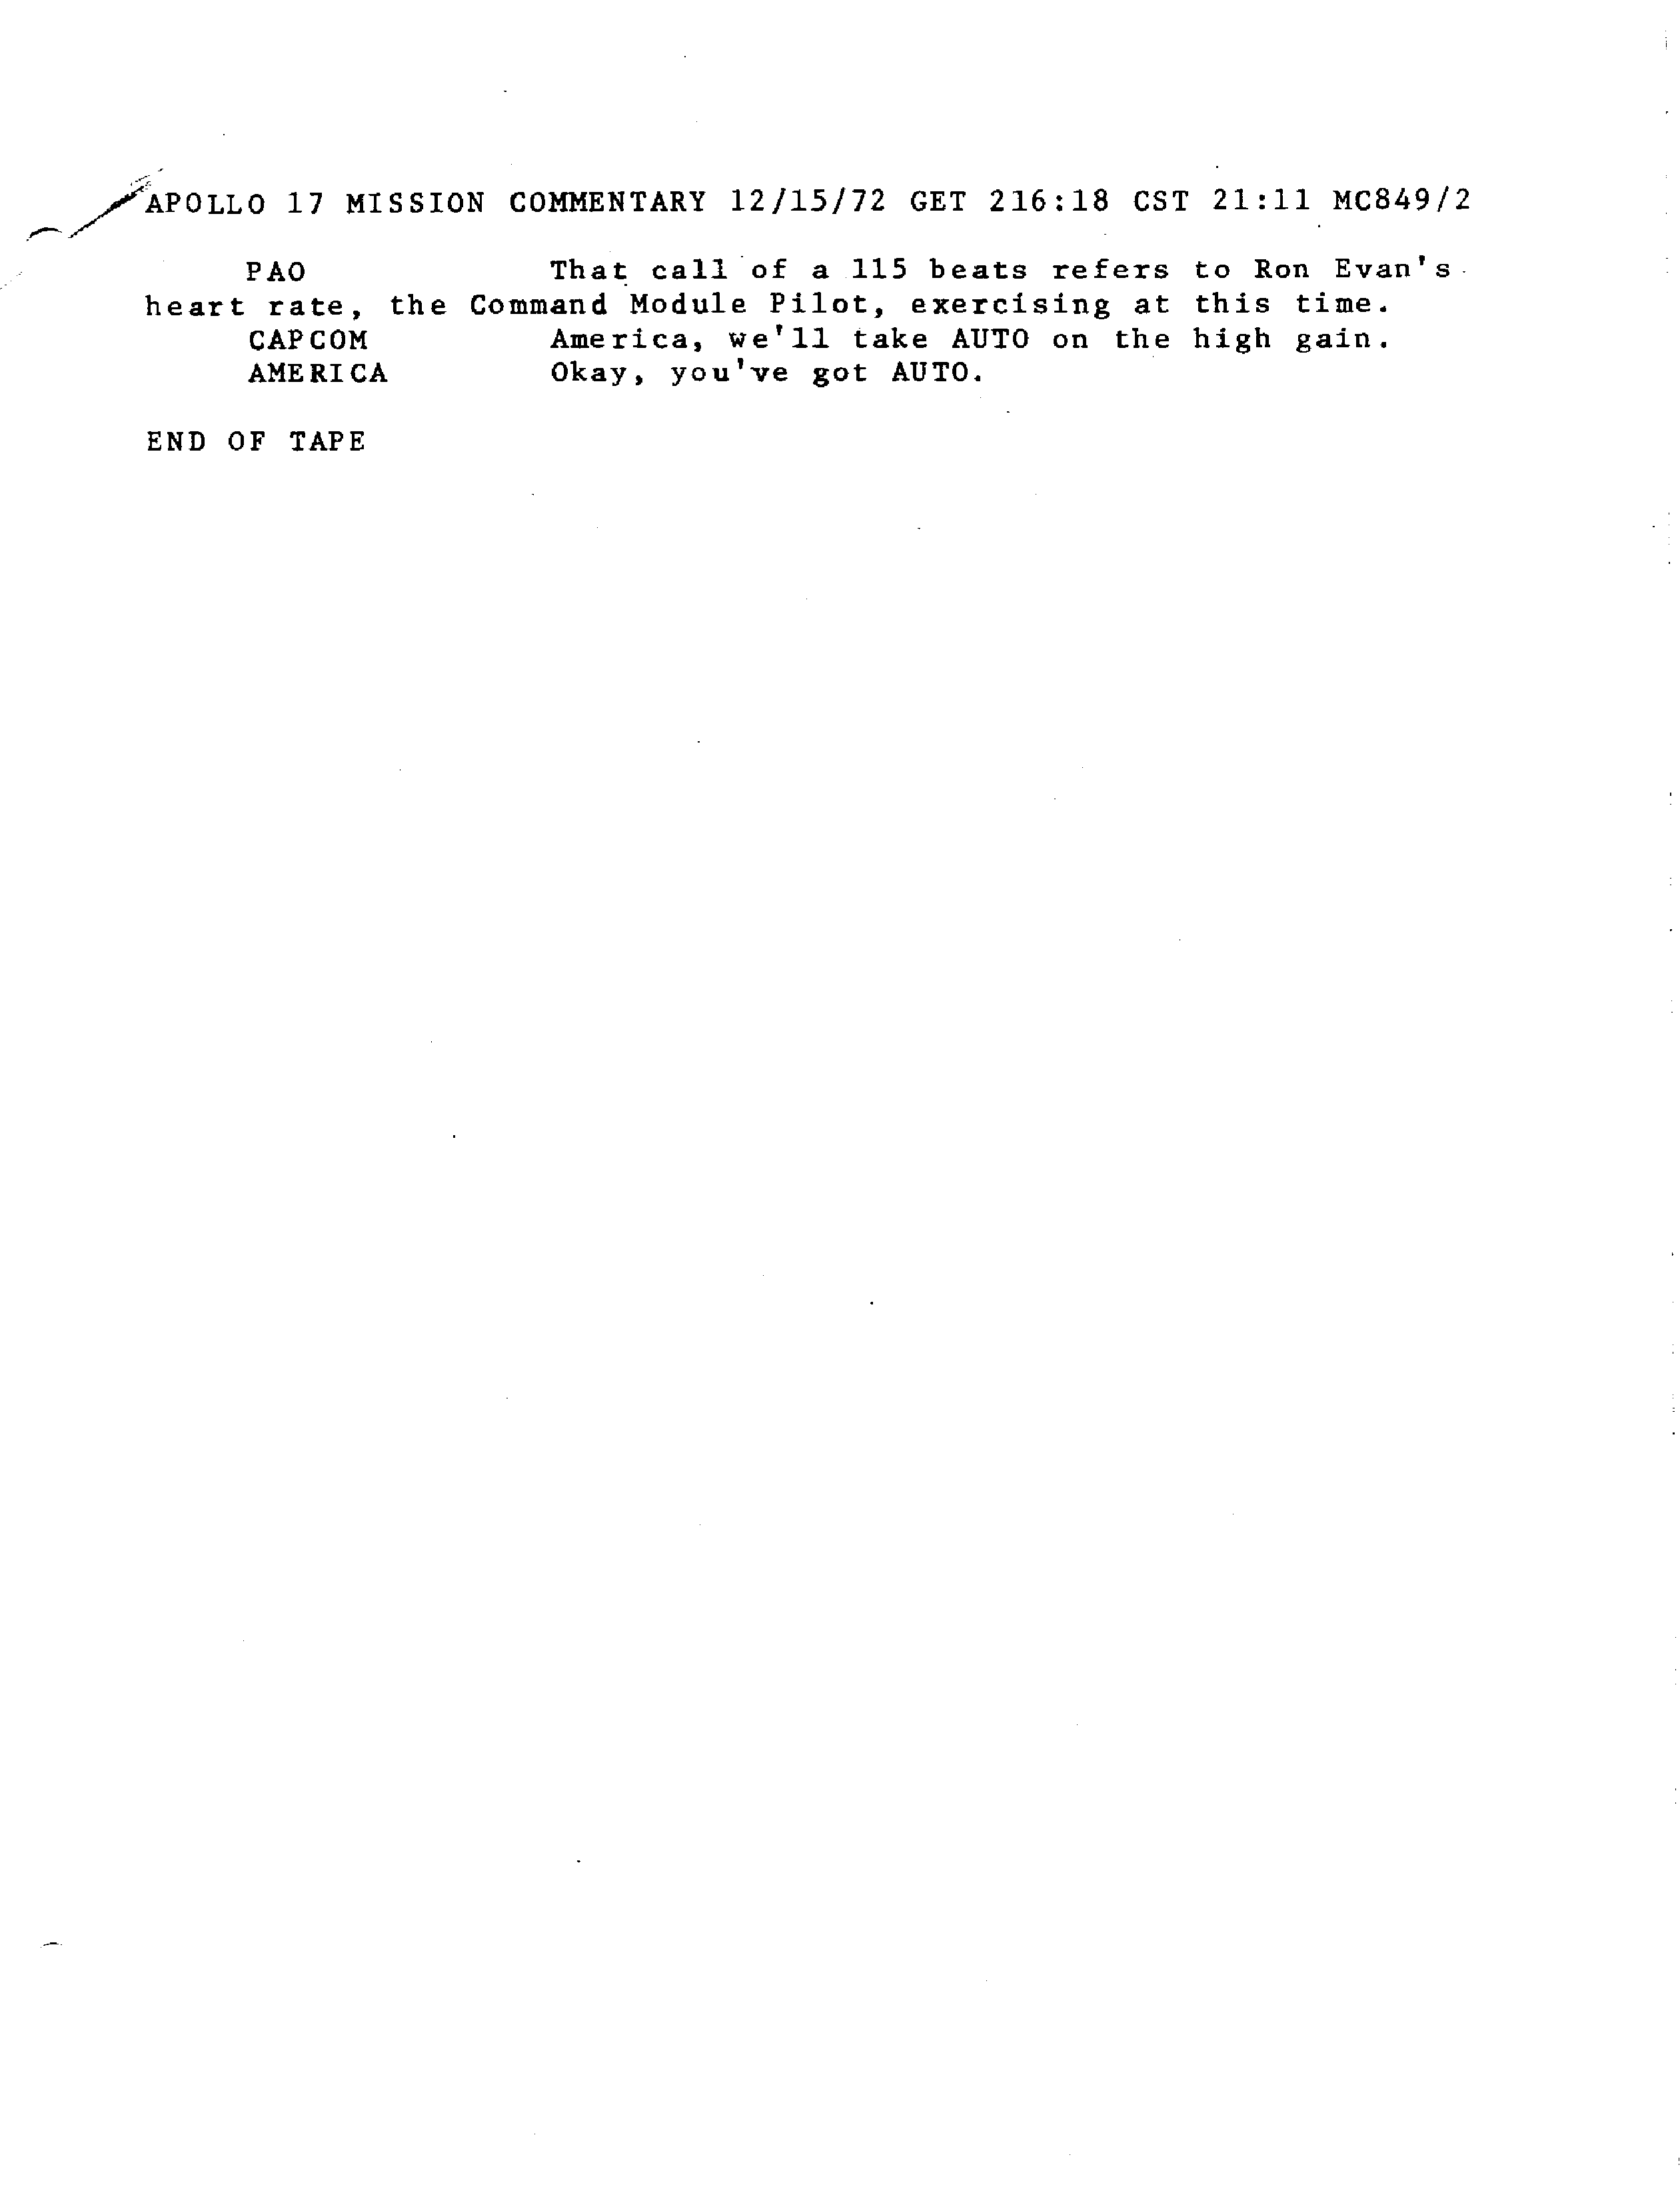 APOLLO 17 MISSION COMMENTARY 12/15/72 GET 216:18 CST 21:11 MC849/2
PAO That call of a 115 beats refers to Ron Evan's
heart rate, the Command Module Pilot, exercising at this time.
CAPCOM America, we'll take AUTO on the high gain.
AMERICA Okay, you've got AUTO.
END OF TAPE